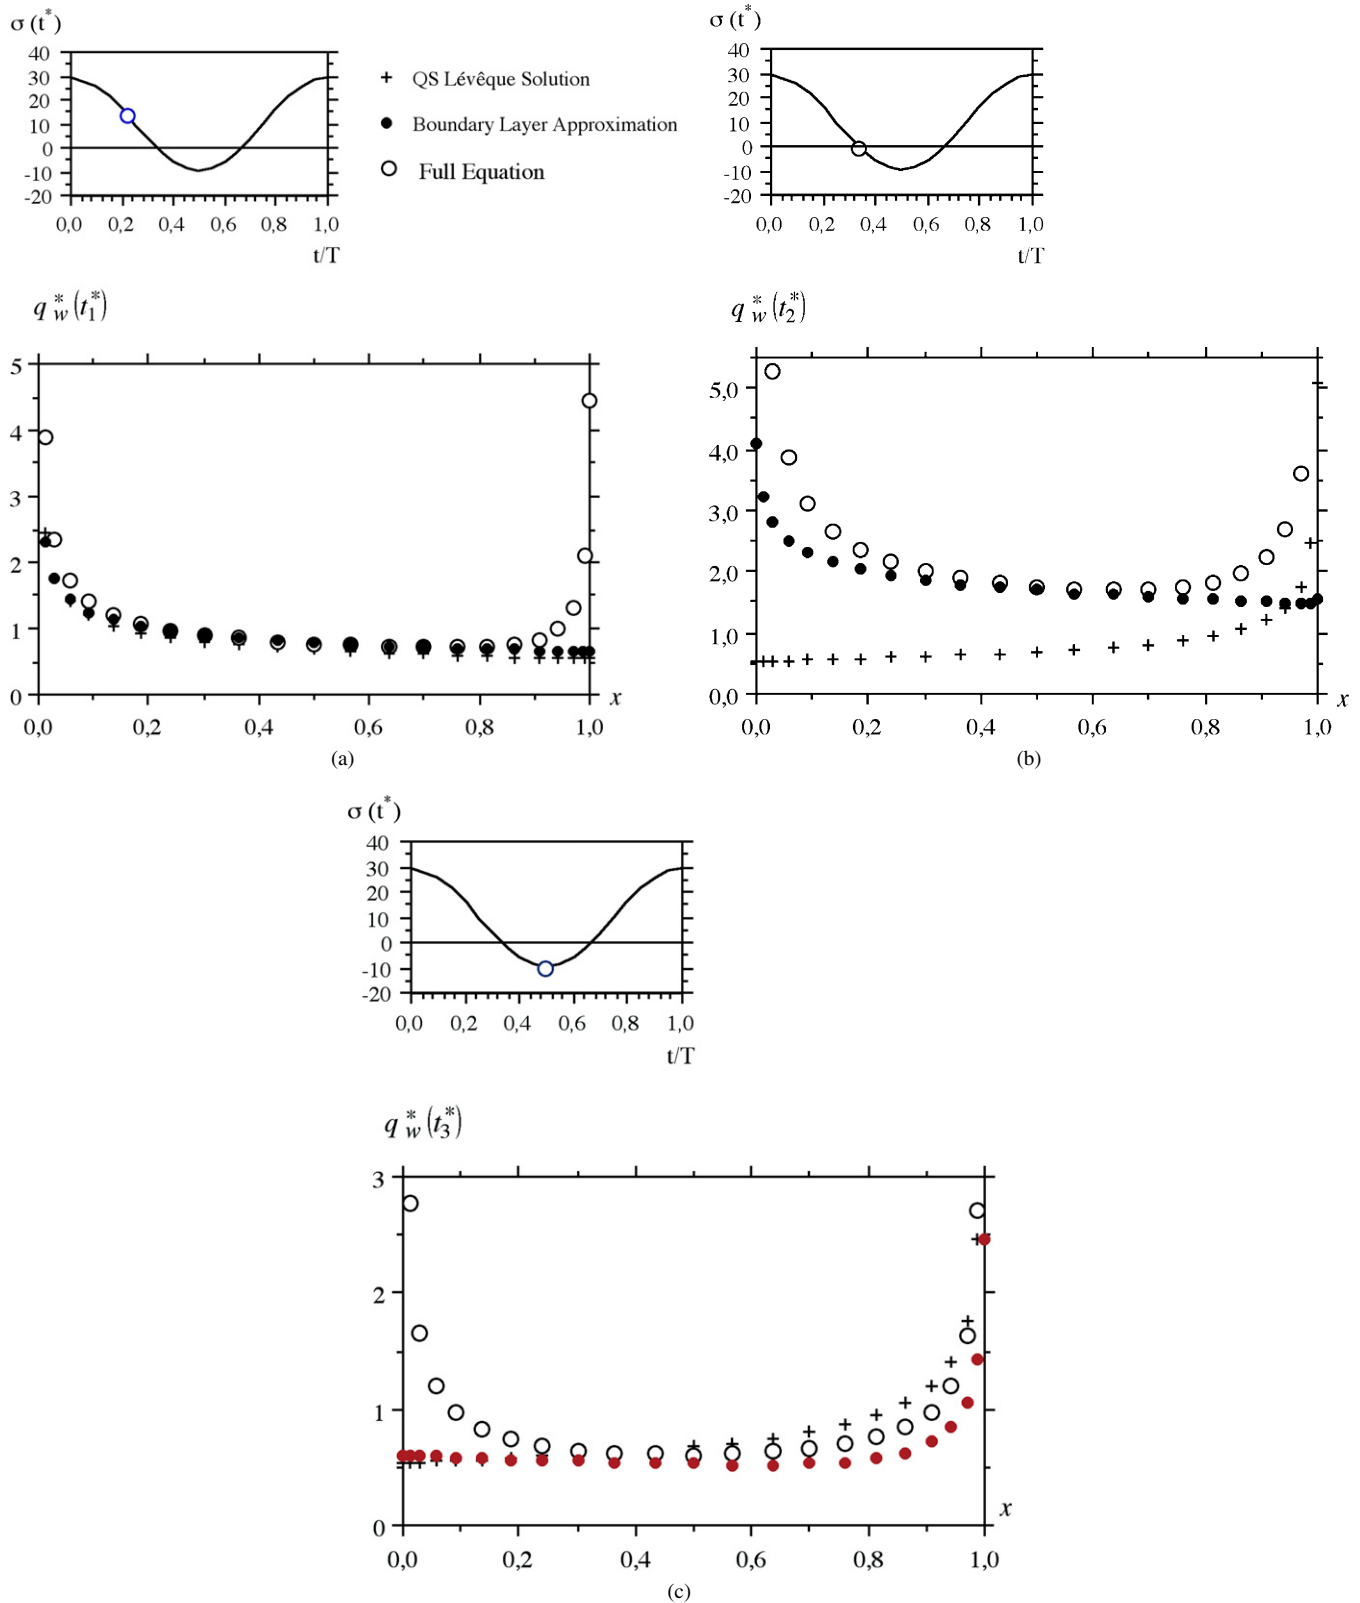 σ (t*)
40
30
20
10
0
-10
-20
0,0 0,2 0,4 0,6 0,8 1,0
t/T
+ QS Lévêque Solution
● Boundary Layer Approximation
○ Full Equation
σ (t*)
40
30
20
10
0
-10
-20
0,0 0,2 0,4 0,6 0,8 1,0
t/T
q*w(t*1)
5
4
3
2
1
0
0,0 0,2 0,4 0,6 0,8 1,0
x
(a)
q*w(t*2)
5,0
4,0
3,0
2,0
1,0
0,0
0,0 0,2 0,4 0,6 0,8 1,0
x
(b)
σ (t*)
40
30
20
10
0
-10
-20
0,0 0,2 0,4 0,6 0,8 1,0
t/T
q*w(t*3)
3
2
1
0
0,0 0,2 0,4 0,6 0,8 1,0
x
(c)